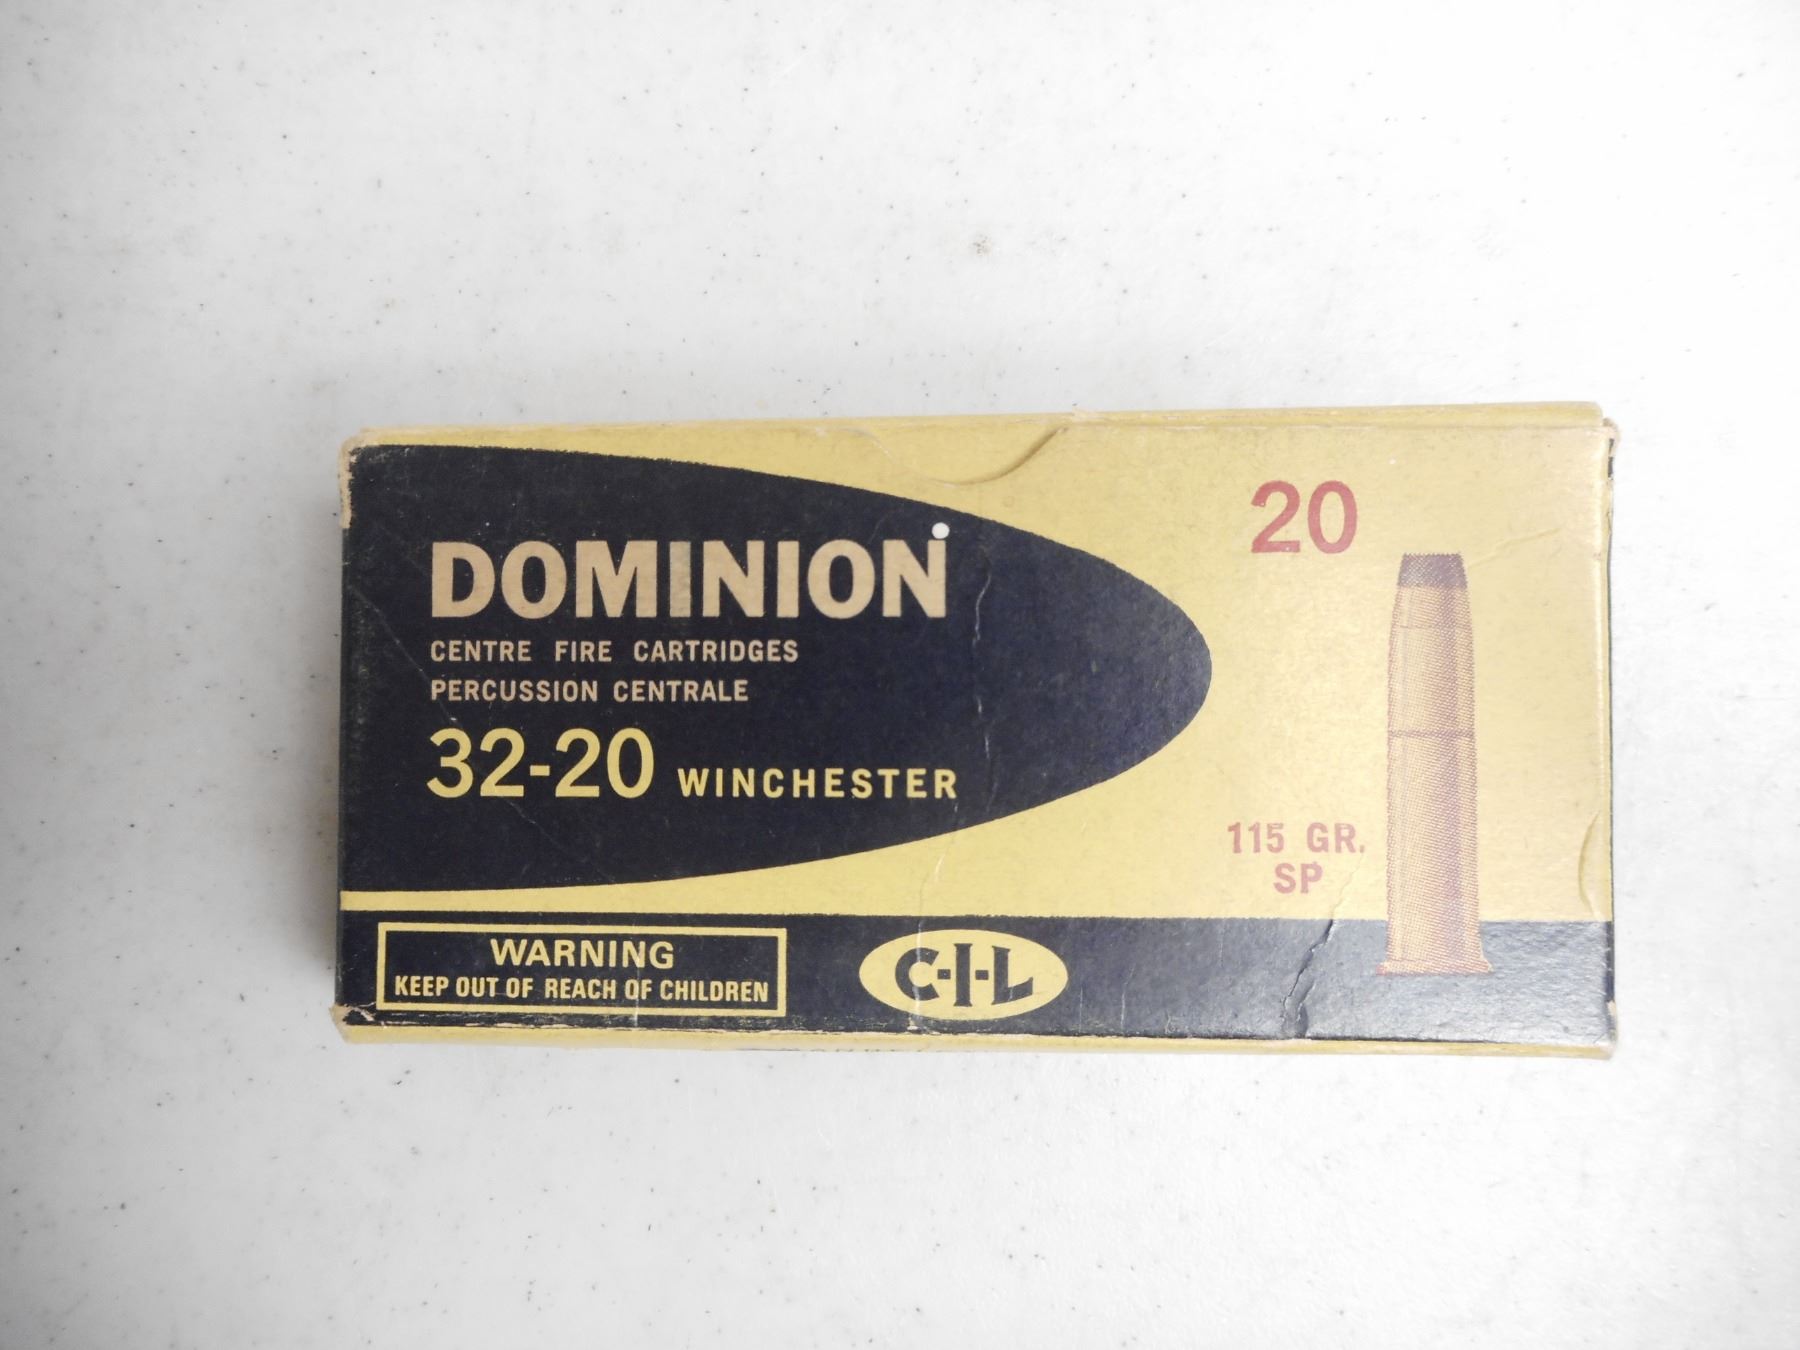 DOMINION
CENTRE FIRE CARTRIDGES
PERCUSSION CENTRALE
32-20 WINCHESTER
20
115 GR.
SP
WARNING
KEEP OUT OF REACH OF CHILDREN
C-I-L